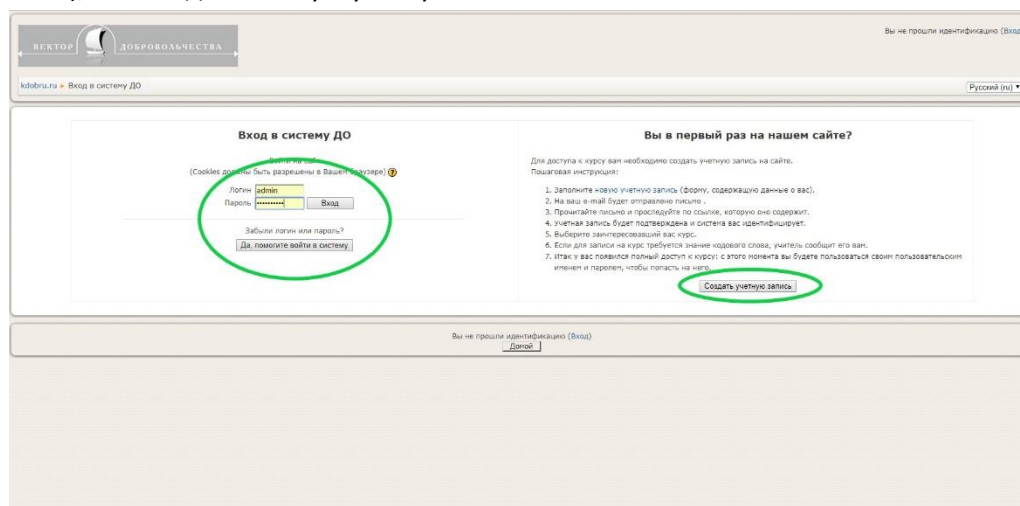 ВЕКТОР ДОБРОВОЛЬЧЕСТВА
Вы не прошли идентификацию (Вход
kdobru.ru ► Вход в систему ДО
Русский (ru)
Вход в систему ДО
(Cookies должны быть разрешены в Вашем браузере)
Логин admin
Пароль •••••••••• Вход
Забыли логин или пароль?
Да, помогите войти в систему
Вы в первый раз на нашем сайте?
Для доступа к курсу вам необходимо создать учетную запись на сайте.
Пошаговая инструкция:
1. Заполните новую учетную запись (форму, содержащую данные о вас).
2. На ваш e-mail будет отправлено письмо .
3. Прочитайте письмо и проследуйте по ссылке, которую оно содержит.
4. Учетная запись будет подтверждена и система вас идентифицирует.
5. Выберите заинтересовавший вас курс.
6. Если для записи на курс требуется знание кодового слова, учитель сообщит его вам.
7. Итак у вас появился полный доступ к курсу: с этого момента вы будете пользоваться своим пользовательским
именем и паролем, чтобы попасть на него.
Создать учетную запись
Вы не прошли идентификацию (Вход)
Домой